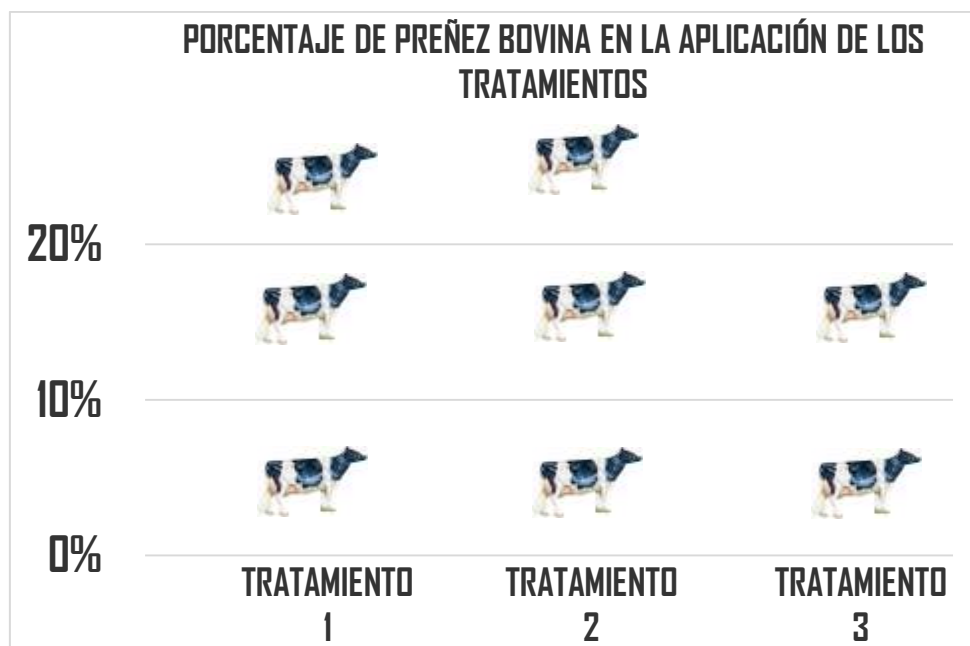 PORCENTAJE DE PREÑEZ BOVINA EN LA APLICACIÓN DE LOS
TRATAMIENTOS
20%
10%
0%
TRATAMIENTO
1
TRATAMIENTO
2
TRATAMIENTO
3